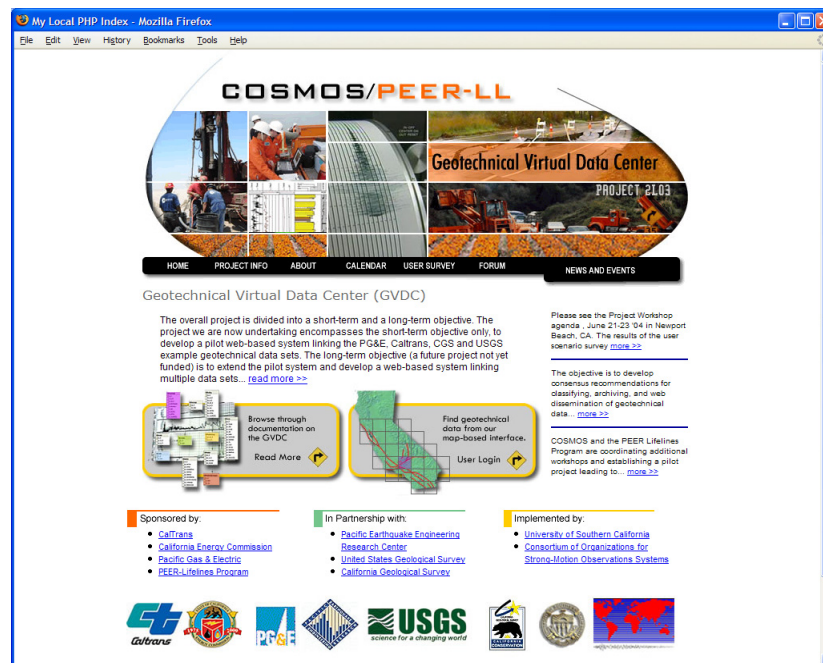 My Local PHP Index - Mozilla Firefox
File Edit View History Bookmarks Tools Help
COSMOS/PEER-LL
Geotechnical Virtual Data Center
PROJECT 2L03
HOME PROJECT INFO ABOUT CALENDAR USER SURVEY FORUM NEWS AND EVENTS
Geotechnical Virtual Data Center (GVDC)
The overall project is divided into a short-term and a long-term objective. The
project we are now undertaking encompasses the short-term objective only, to
develop a pilot web-based system linking the PG&E, Caltrans, CGS and USGS
example geotechnical data sets. The long-term objective (a future project not yet
funded) is to extend the pilot system and develop a web-based system linking
multiple data sets... read more >>
Please see the Project Workshop
agenda , June 21-23 '04 in Newport
Beach, CA. The results of the user
scenario survey more >>
The objective is to develop
consensus recommendations for
classifying, archiving, and web
dissemination of geotechnical
data... more >>
COSMOS and the PEER Lifelines
Program are coordinating additional
workshops and establishing a pilot
project leading to... more >>
Browse through
documentation on
the GVDC
Read More
Find geotechnical
data from our
map-based interface.
User Login
Sponsored by:
CalTrans
California Energy Commission
Pacific Gas & Electric
PEER-Lifelines Program
In Partnership with:
Pacific Earthquake Engineering
Research Center
United States Geological Survey
California Geological Survey
Implemented by:
University of Southern California
Consortium of Organizations for
Strong-Motion Observations Systems
Caltrans
PG&E
USGS
science for a changing world
CALIFORNIA
CONSERVATION